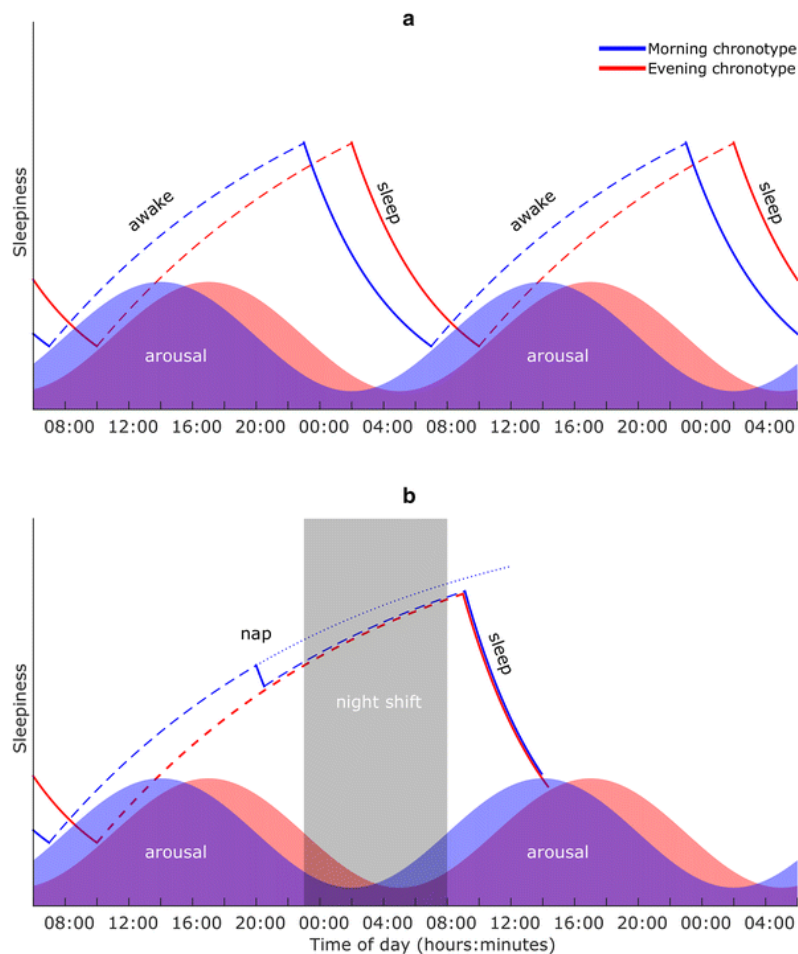 a
Morning chronotype
Evening chronotype
Sleepiness
awake
sleep
awake
sleep
arousal
arousal
08:00 12:00 16:00 20:00 00:00 04:00 08:00 12:00 16:00 20:00 00:00 04:00
b
Sleepiness
nap
sleep
night shift
arousal
arousal
08:00 12:00 16:00 20:00 00:00 04:00 08:00 12:00 16:00 20:00 00:00 04:00
Time of day (hours:minutes)